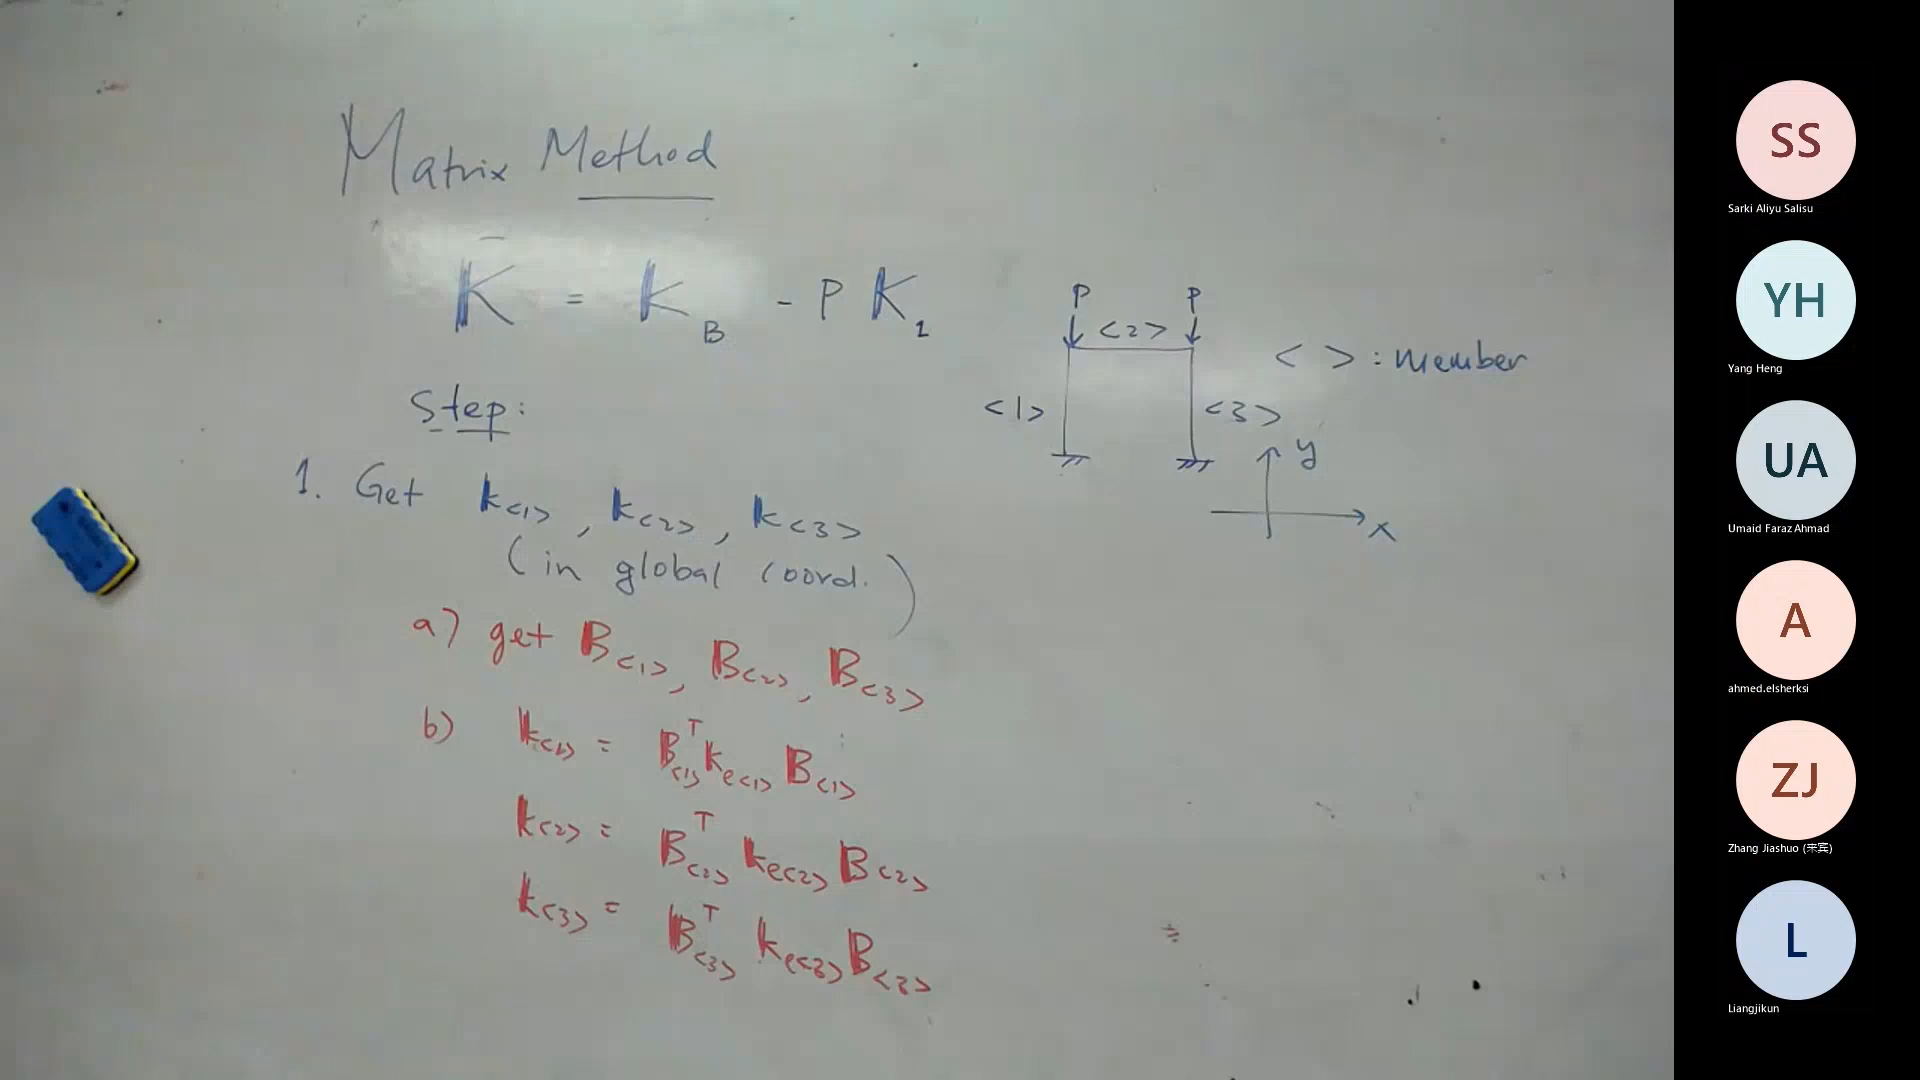 Matrix Method
K̄ = K_B - P K_1
P P
<2>
< > : member
<1> <3>
y
x
Step:
1. Get k<1>, k<2>, k<3>
(in global coord.)
a) get B<1>, B<2>, B<3>
b) k<1> = B<1>^T k_e<1> B<1>
k<2> = B<2>^T k_e<2> B<2>
k<3> = B<3>^T k_e<3> B<3>
SS
Sarki Aliyu Salisu
YH
Yang Heng
UA
Umaid Faraz Ahmad
A
ahmed.elsherksi
ZJ
Zhang Jiashuo (来宾)
L
Liangjikun